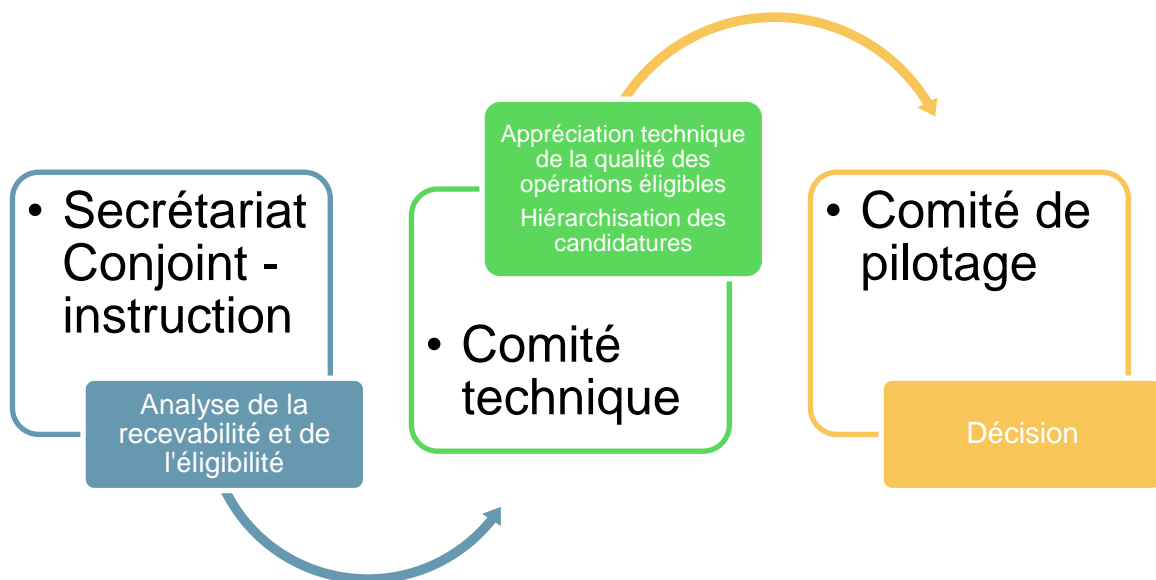 • Secrétariat
Conjoint -
instruction
Analyse de la
recevabilité et de
l'éligibilité
Appréciation technique
de la qualité des
opérations éligibles
Hiérarchisation des
candidatures
• Comité
technique
• Comité de
pilotage
Décision